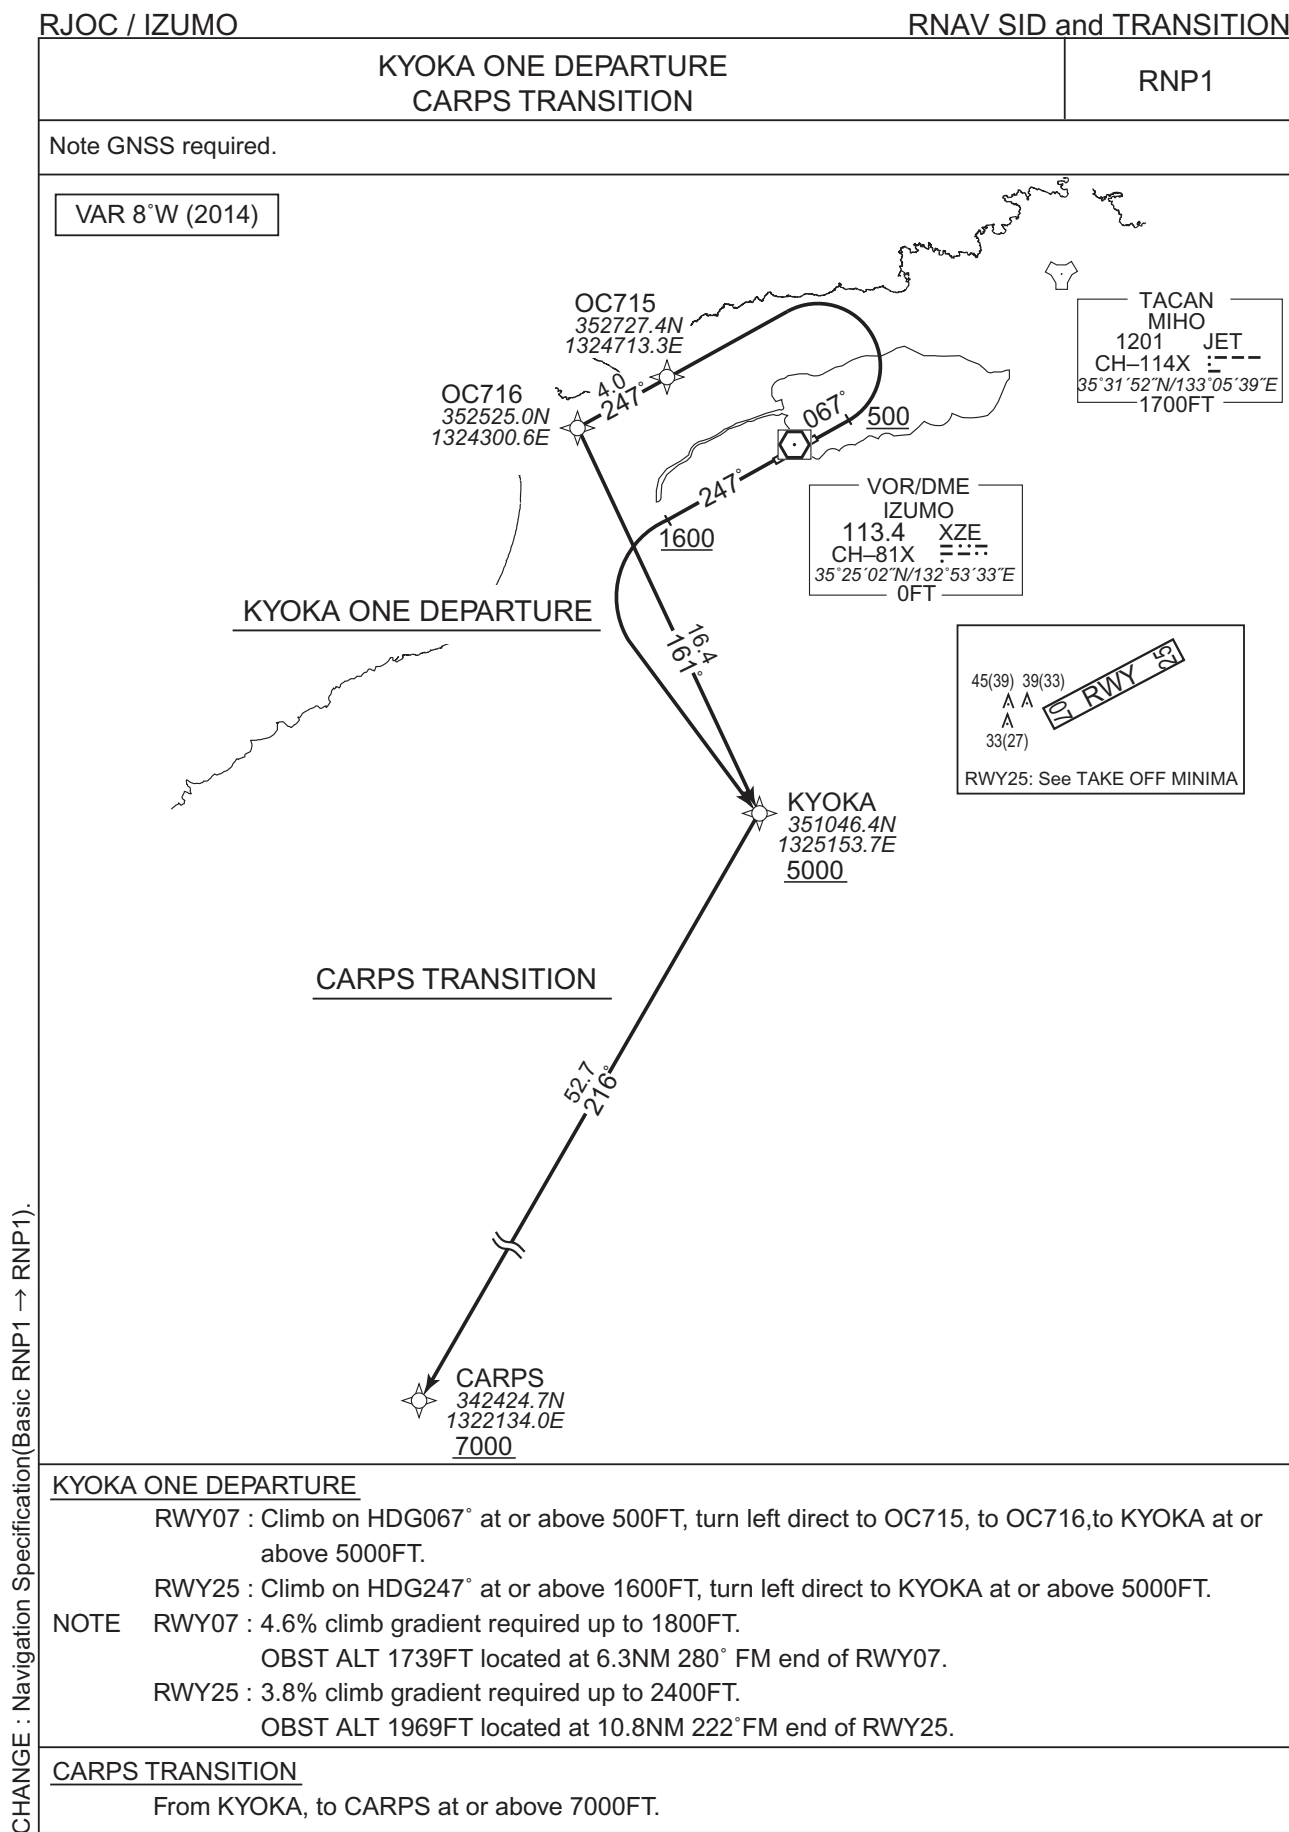 RJOC / IZUMO
RNAV SID and TRANSITION
KYOKA ONE DEPARTURE
CARPS TRANSITION
RNP1
Note GNSS required.
VAR 8˚W (2014)
OC715
352727.4N
1324713.3E
OC716
352525.0N
1324300.6E
4.0
247˚
067˚
500
TACAN
MIHO
1201 JET
CH–114X
35˚31´52˝N/133˚05´39˝E
1700FT
247˚
1600
VOR/DME
IZUMO
113.4 XZE
CH–81X
35˚25´02˝N/132˚53´33˝E
0FT
KYOKA ONE DEPARTURE
16.4
161˚
45(39) 39(33)
33(27)
07 RWY 25
RWY25: See TAKE OFF MINIMA
KYOKA
351046.4N
1325153.7E
5000
CARPS TRANSITION
52.7
216˚
CARPS
342424.7N
1322134.0E
7000
KYOKA ONE DEPARTURE
RWY07 : Climb on HDG067˚ at or above 500FT, turn left direct to OC715, to OC716,to KYOKA at or
above 5000FT.
RWY25 : Climb on HDG247˚ at or above 1600FT, turn left direct to KYOKA at or above 5000FT.
NOTE RWY07 : 4.6% climb gradient required up to 1800FT.
OBST ALT 1739FT located at 6.3NM 280˚ FM end of RWY07.
RWY25 : 3.8% climb gradient required up to 2400FT.
OBST ALT 1969FT located at 10.8NM 222˚FM end of RWY25.
CARPS TRANSITION
From KYOKA, to CARPS at or above 7000FT.
CHANGE : Navigation Specification(Basic RNP1 → RNP1).